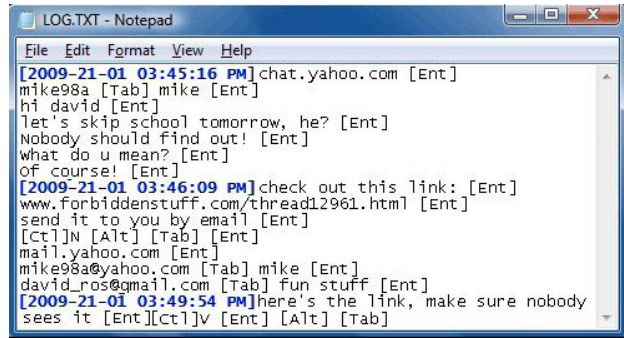 LOG.TXT - Notepad
File Edit Format View Help
[2009-21-01 03:45:16 PM]chat.yahoo.com [Ent]
mike98a [Tab] mike [Ent]
hi david [Ent]
let's skip school tomorrow, he? [Ent]
Nobody should find out! [Ent]
What do u mean? [Ent]
Of course! [Ent]
[2009-21-01 03:46:09 PM]check out this link: [Ent]
www.forbiddenstuff.com/thread12961.html [Ent]
send it to you by email [Ent]
[Ctl]N [Alt] [Tab] [Ent]
mail.yahoo.com [Ent]
mike98a@yahoo.com [Tab] mike [Ent]
david_ros@gmail.com [Tab] fun stuff [Ent]
[2009-21-01 03:49:54 PM]here's the link, make sure nobody
sees it [Ent][Ctl]V [Ent] [Alt] [Tab]